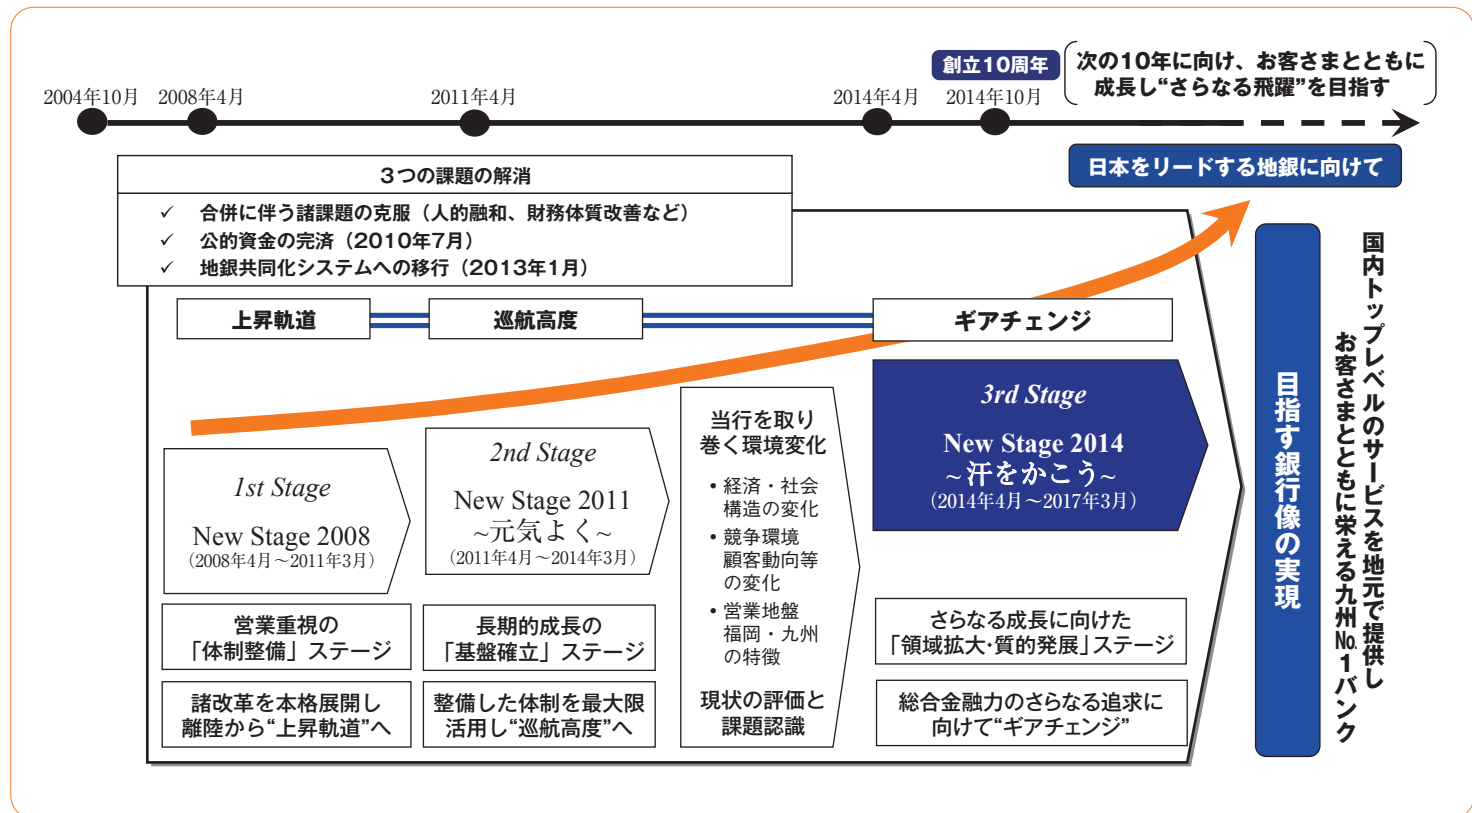 創立10周年
次の10年に向け、お客さまとともに
成長し“さらなる飛躍”を目指す
2004年10月
2008年4月
2011年4月
2014年4月
2014年10月
日本をリードする地銀に向けて
3つの課題の解消
✓ 合併に伴う諸課題の克服（人的融和、財務体質改善など）
✓ 公的資金の完済（2010年7月）
✓ 地銀共同化システムへの移行（2013年1月）
上昇軌道
巡航高度
ギアチェンジ
1st Stage
New Stage 2008
（2008年4月～2011年3月）
営業重視の
「体制整備」ステージ
諸改革を本格展開し
離陸から“上昇軌道”へ
2nd Stage
New Stage 2011
~元気よく~
（2011年4月～2014年3月）
長期的成長の
「基盤確立」ステージ
整備した体制を最大限
活用し“巡航高度”へ
当行を取り
巻く環境変化
• 経済・社会
構造の変化
• 競争環境
顧客動向等
の変化
• 営業地盤
福岡・九州
の特徴
現状の評価と
課題認識
3rd Stage
New Stage 2014
~汗をかこう~
（2014年4月～2017年3月）
さらなる成長に向けた
「領域拡大・質的発展」ステージ
総合金融力のさらなる追求に
向けて“ギアチェンジ”
目指す銀行像の実現
国内トップレベルのサービスを地元で提供し
お客さまとともに栄える九州№1バンク